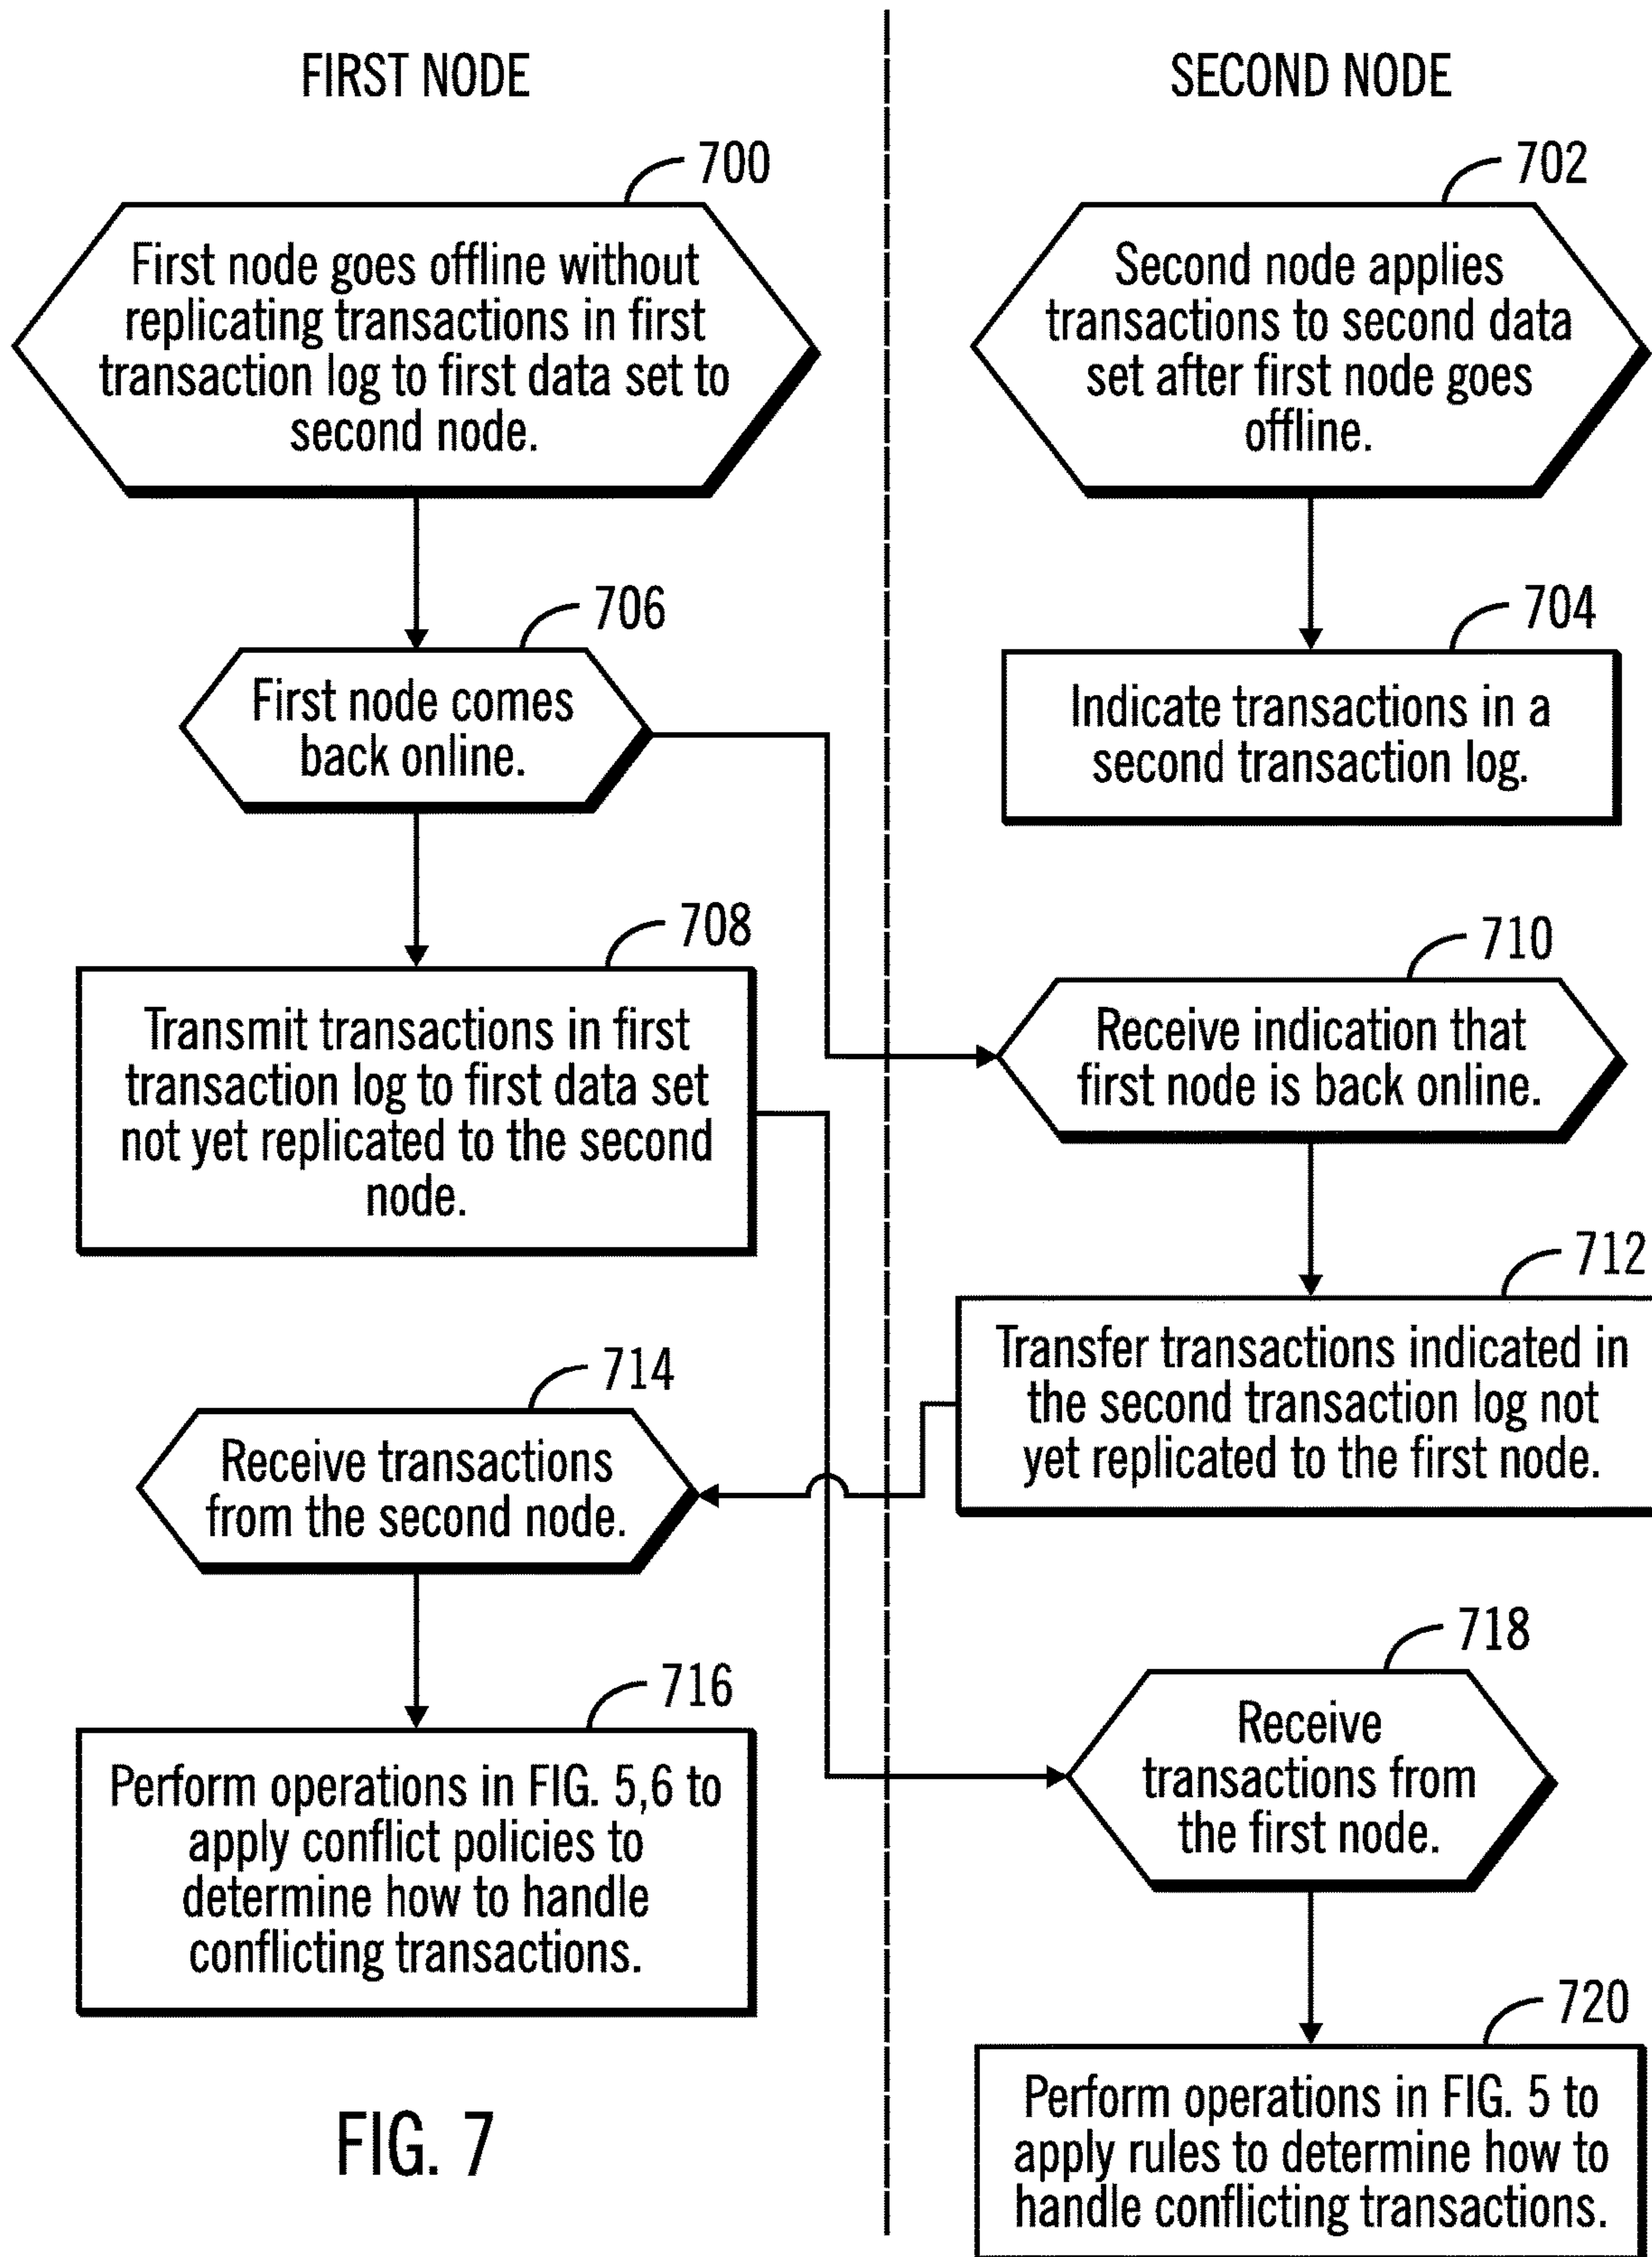 FIRST NODE
SECOND NODE
700
First node goes offline without
replicating transactions in first
transaction log to first data set to
second node.
702
Second node applies
transactions to second data
set after first node goes
offline.
706
First node comes
back online.
704
Indicate transactions in a
second transaction log.
708
Transmit transactions in first
transaction log to first data set
not yet replicated to the second
node.
710
Receive indication that
first node is back online.
712
Transfer transactions indicated in
the second transaction log not
yet replicated to the first node.
714
Receive transactions
from the second node.
716
Perform operations in FIG. 5,6 to
apply conflict policies to
determine how to handle
conflicting transactions.
718
Receive
transactions from
the first node.
720
Perform operations in FIG. 5 to
apply rules to determine how to
handle conflicting transactions.
FIG. 7